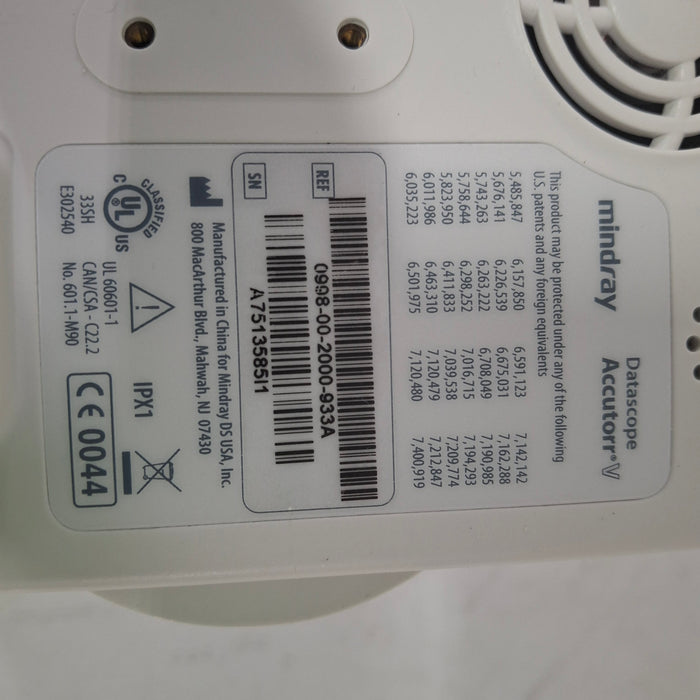 mindray
Datascope
Accutorr® V
This product may be protected under any of the following
U.S. patents and any foreign equivalents
5,485,847 6,157,850 6,591,123 7,142,142
5,676,141 6,226,539 6,675,031 7,162,288
5,743,263 6,263,222 6,708,049 7,190,985
5,758,644 6,298,252 7,016,715 7,194,293
5,823,950 6,411,833 7,039,538 7,209,774
6,011,986 6,463,310 7,120,479 7,212,847
6,035,223 6,501,975 7,120,480 7,400,919
REF
0998-00-2000-933A
SN
A7513585I1
Manufactured in China for Mindray DS USA, Inc.
800 MacArthur Blvd., Mahwah, NJ 07430
CLASSIFIED
C UL® US
33SH
E302540
UL 60601-1
CAN/CSA - C22.2
No. 601.1-M90
IPX1
CE 0044